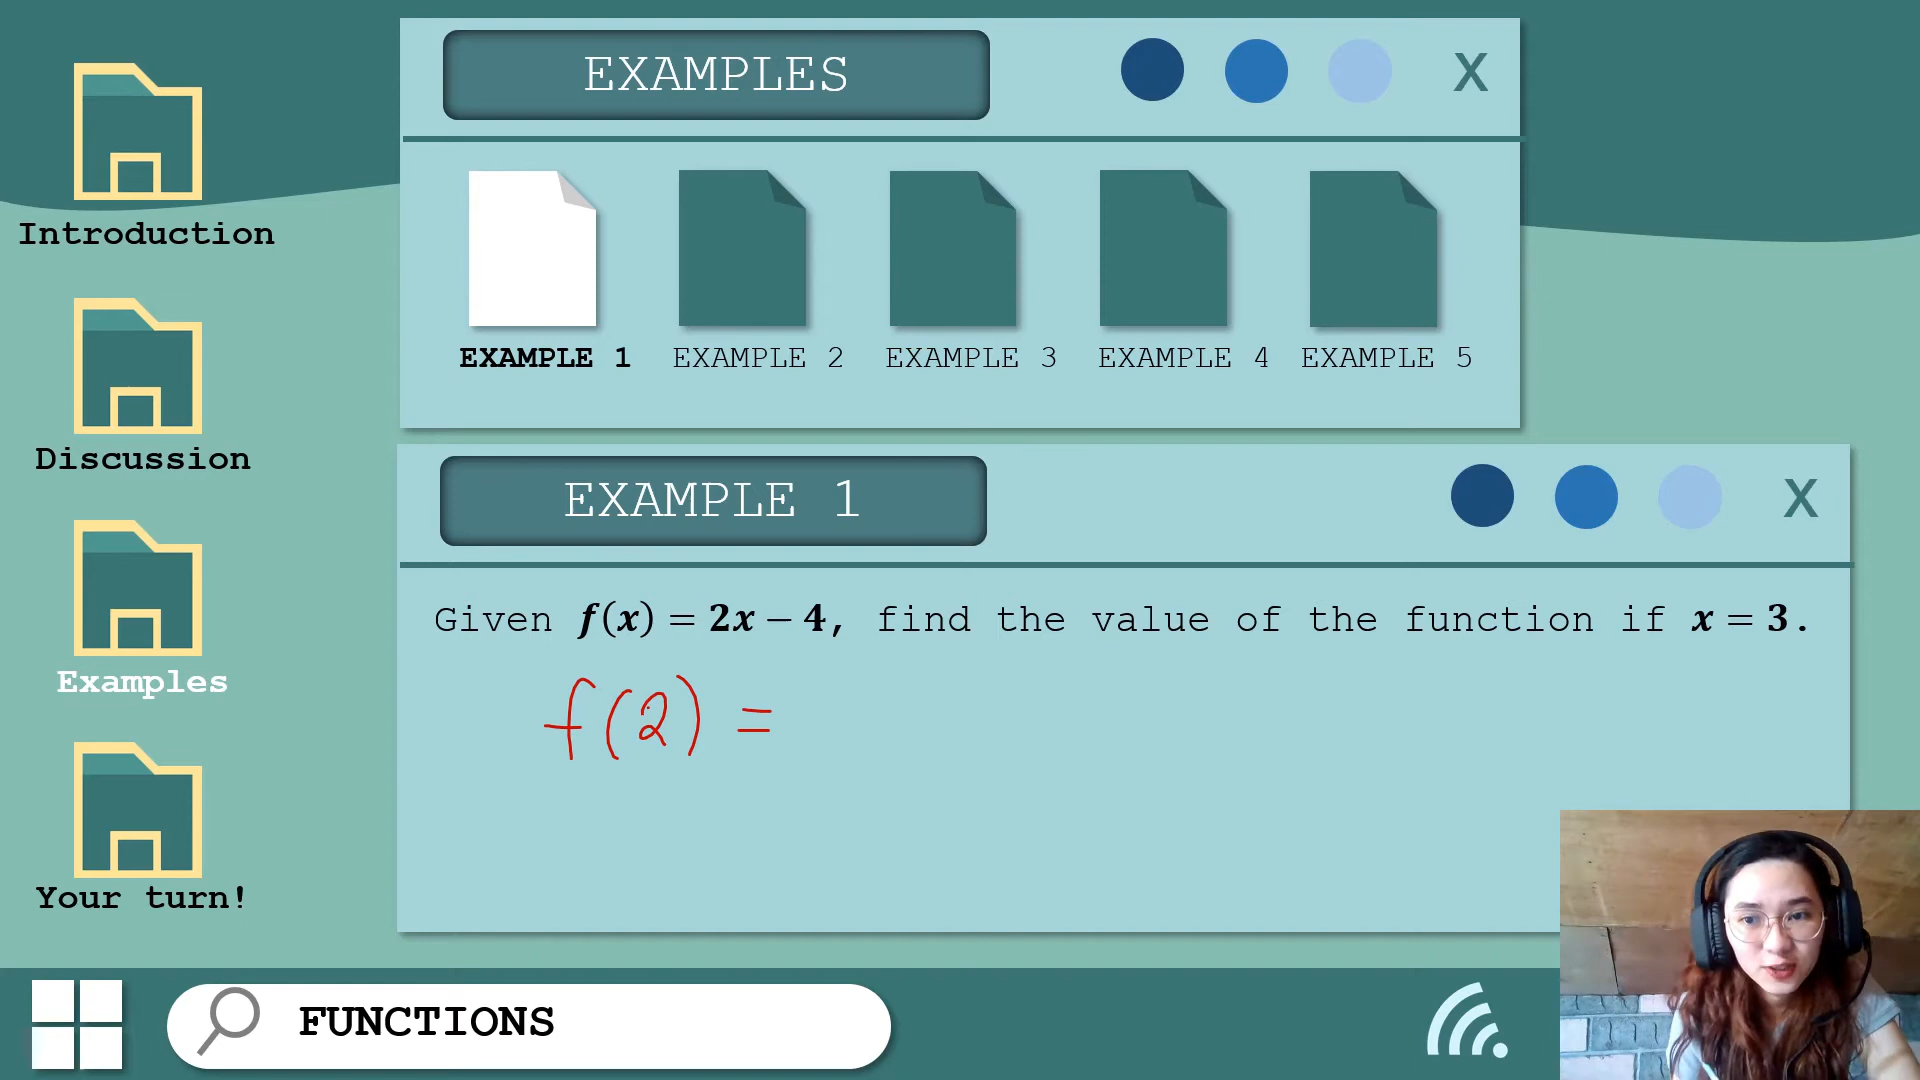 Introduction
Discussion
Examples
Your turn!
EXAMPLES
X
EXAMPLE 1
EXAMPLE 2
EXAMPLE 3
EXAMPLE 4
EXAMPLE 5
EXAMPLE 1
X
Given f(x) = 2x − 4, find the value of the function if x = 3.
f(2) =
FUNCTIONS